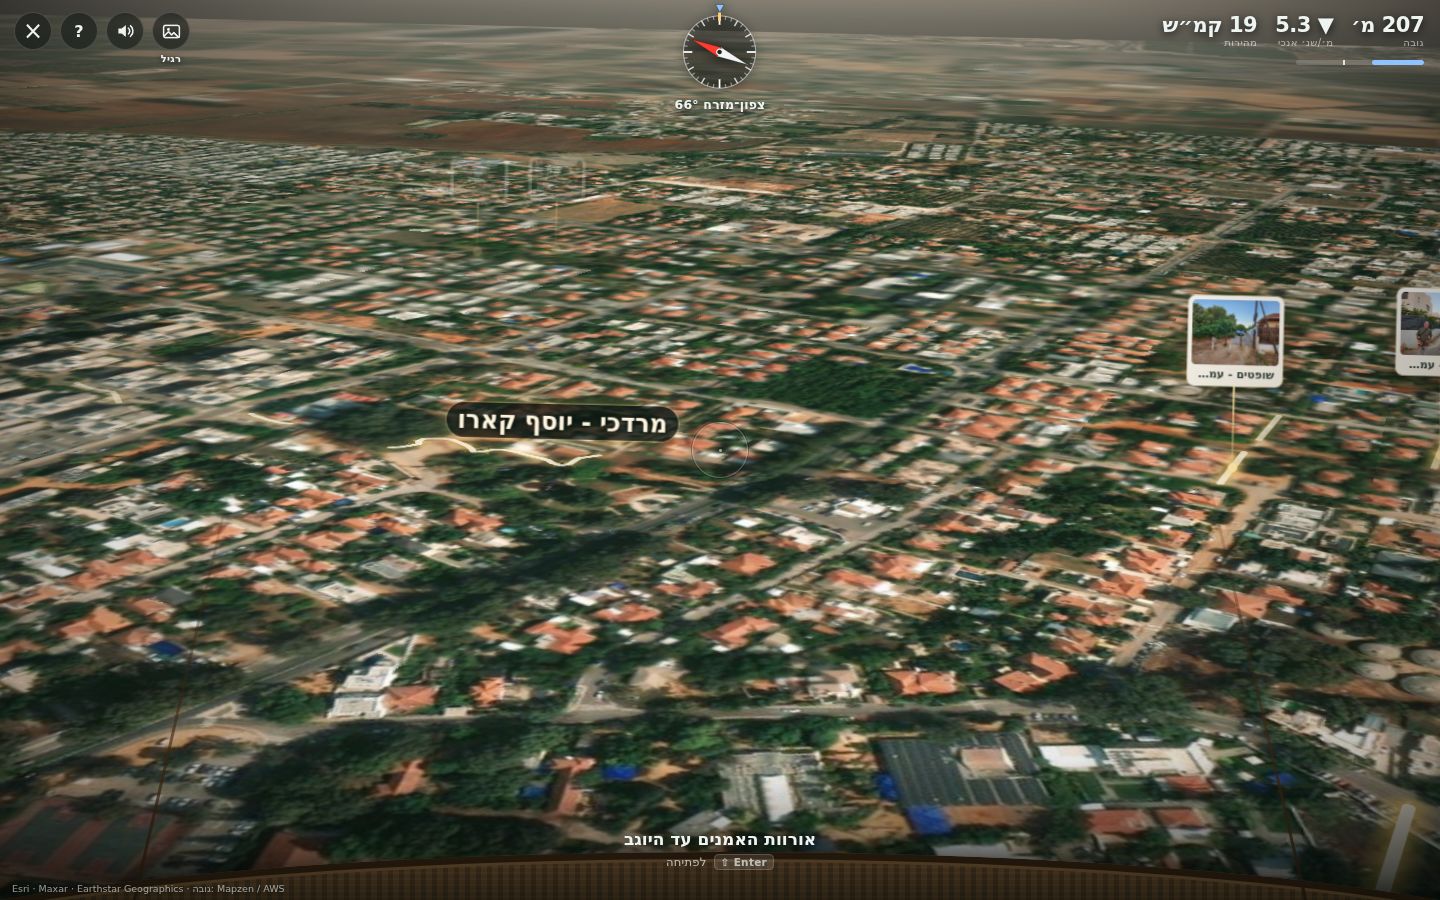 207 מ׳
גובה
▼ 5.3
מ׳/שנ׳ אנכי
19 קמ״ש
מהירות
?
רגיל
צפון־מזרח 66°
שופטים - עמ...
עמ...
מרדכי - יוסף קארו
אורוות האמנים עד היוגב
⇧ Enter לפתיחה
Esri · Maxar · Earthstar Geographics · גובה: Mapzen / AWS